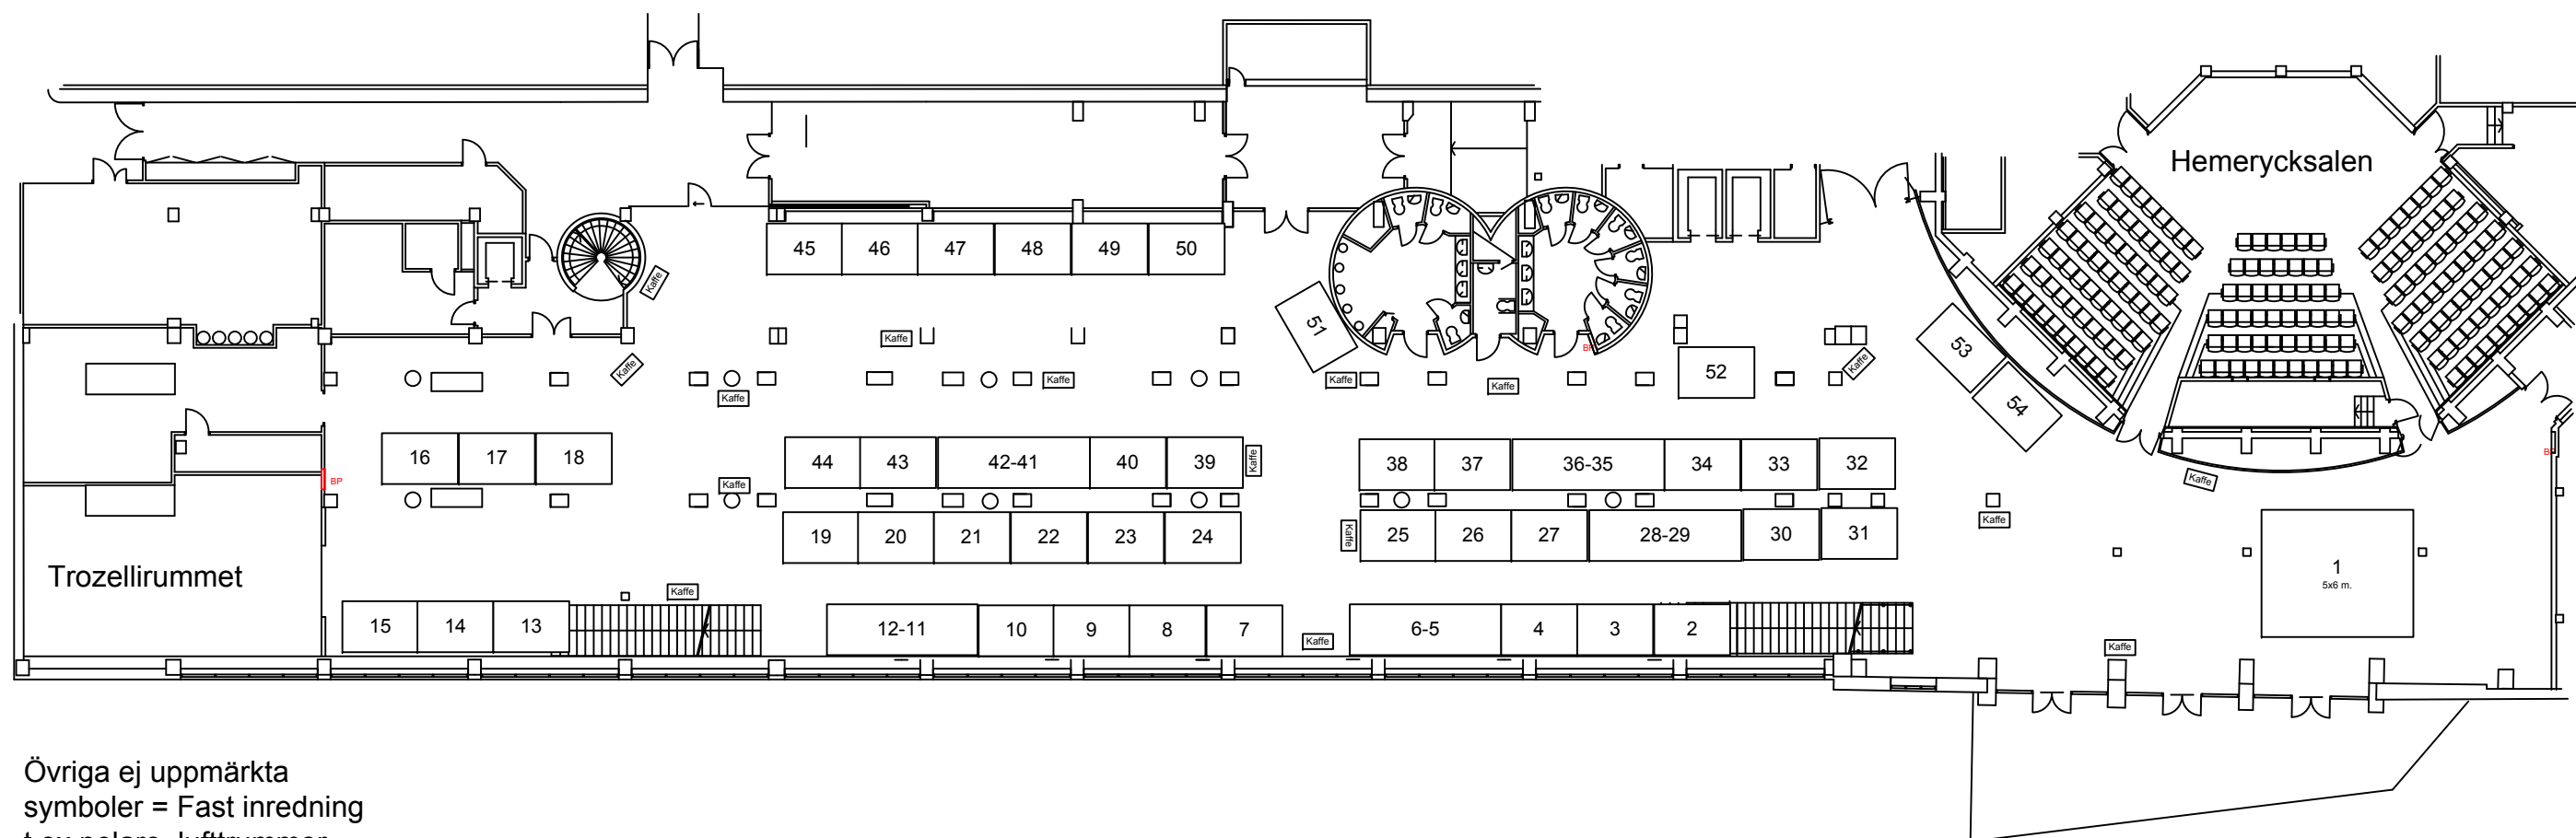 Hemerycksalen
45 46 47 48 49 50
Kaffe
51
Kaffe
BP
53
Kaffe
Kaffe
52
Kaffe
Kaffe
Kaffe
Kaffe
Kaffe
54
16 17 18
44 43 42-41 40 39
Kaffe
38 37 36-35 34 33 32
BP
Kaffe
Kaffe
19 20 21 22 23 24
Kaffe
25 26 27 28-29 30 31
Kaffe
Trozellirummet
1
5x6 m.
Kaffe
15 14 13
12-11 10 9 8 7
Kaffe
6-5 4 3 2
Kaffe
Övriga ej uppmärkta
symboler = Fast inredning